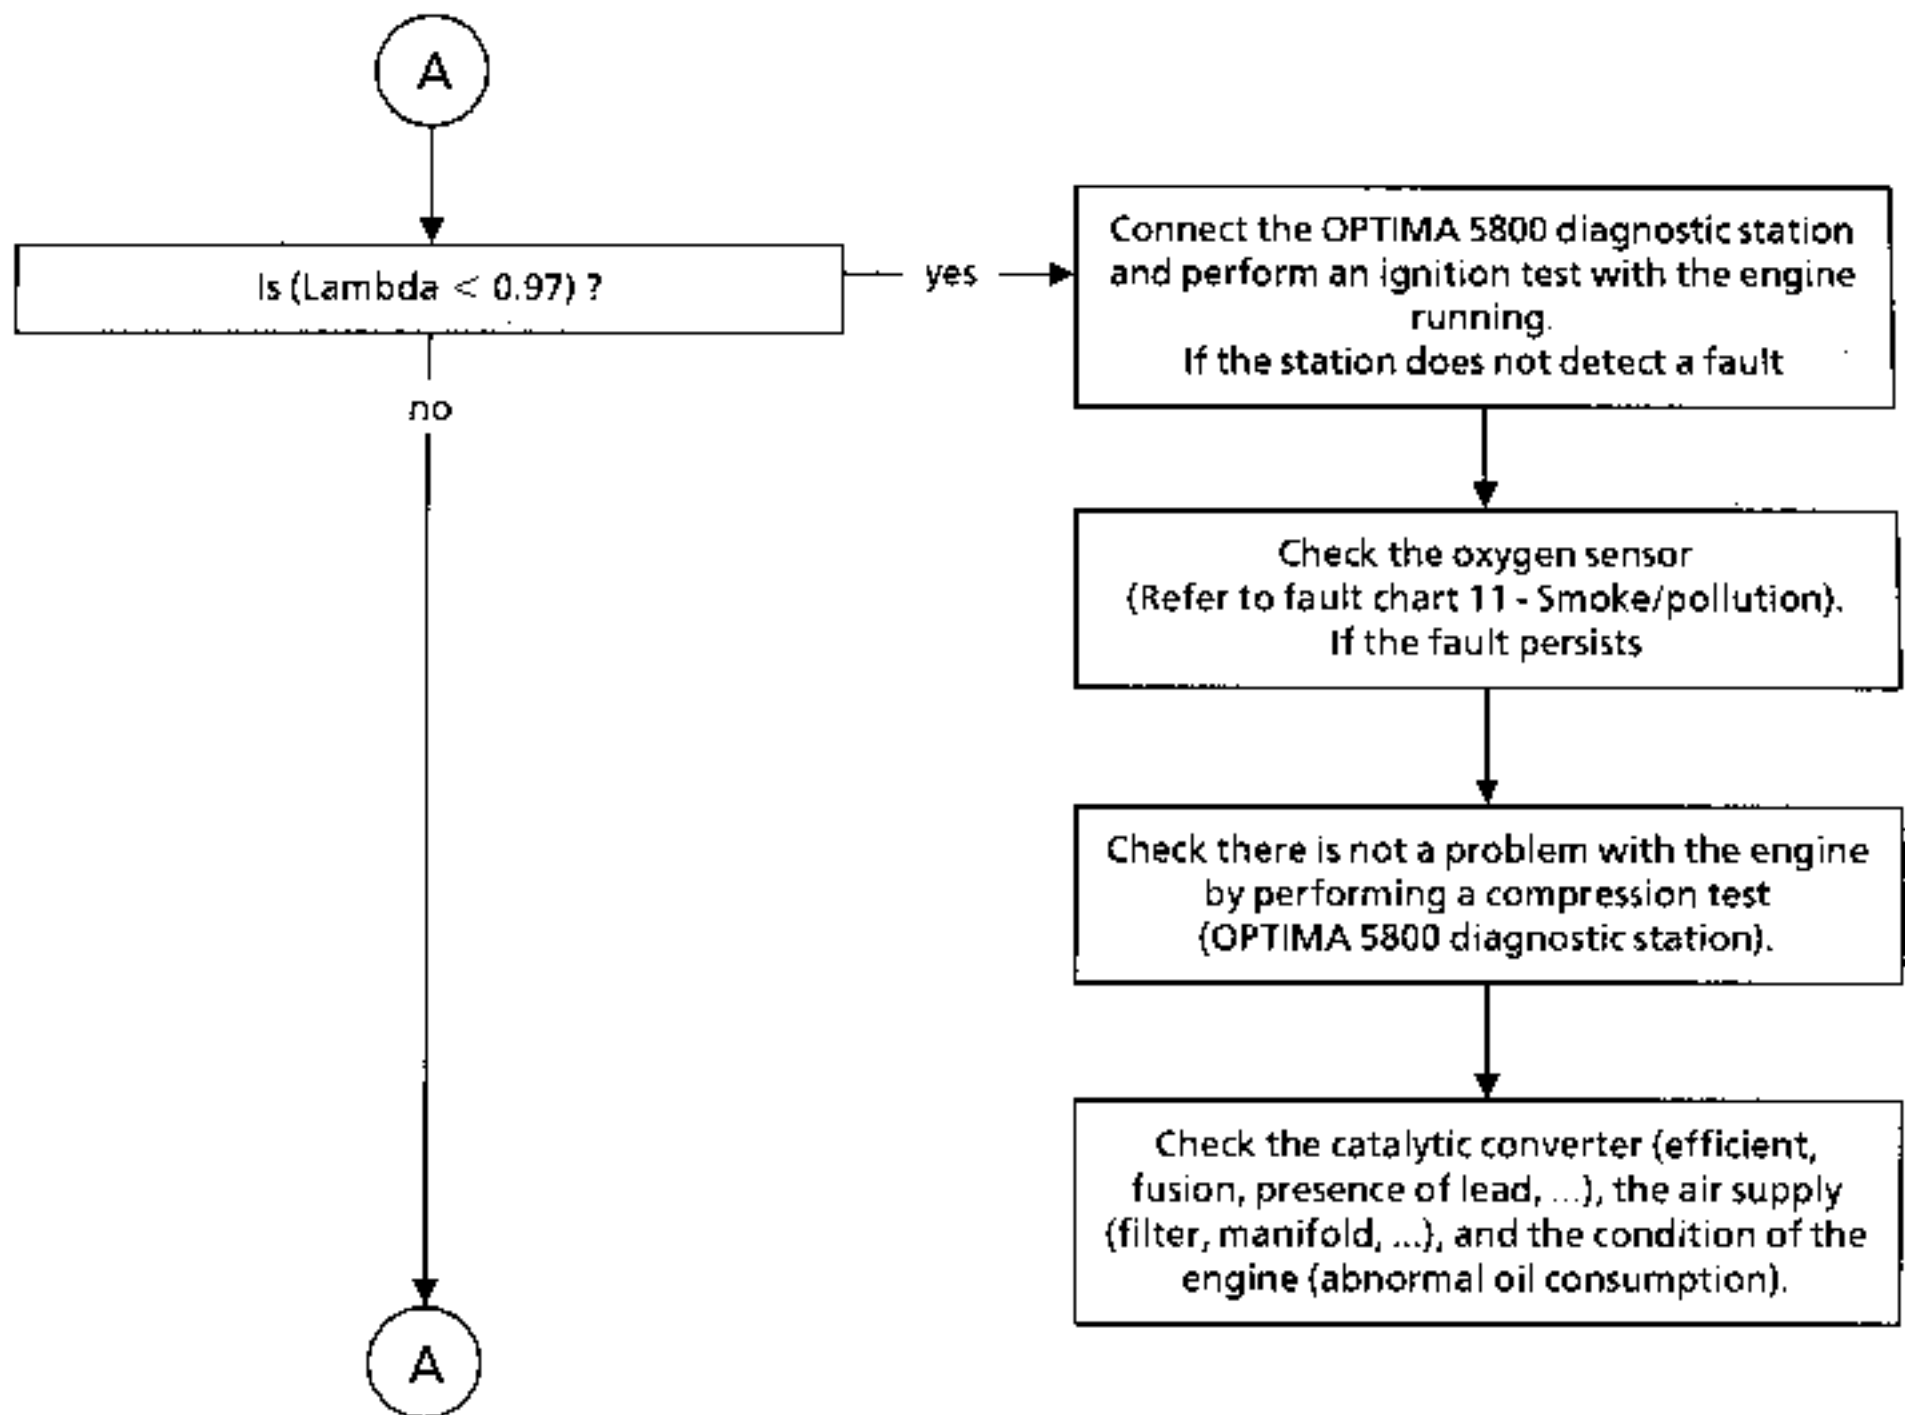 A
Is (Lambda < 0.97) ?
yes
Connect the OPTIMA 5800 diagnostic station
and perform an ignition test with the engine
running.
If the station does not detect a fault
no
Check the oxygen sensor
(Refer to fault chart 11 - Smoke/pollution).
If the fault persists
Check there is not a problem with the engine
by performing a compression test
(OPTIMA 5800 diagnostic station).
Check the catalytic converter (efficient,
fusion, presence of lead, ...), the air supply
(filter, manifold, ...), and the condition of the
engine (abnormal oil consumption).
A